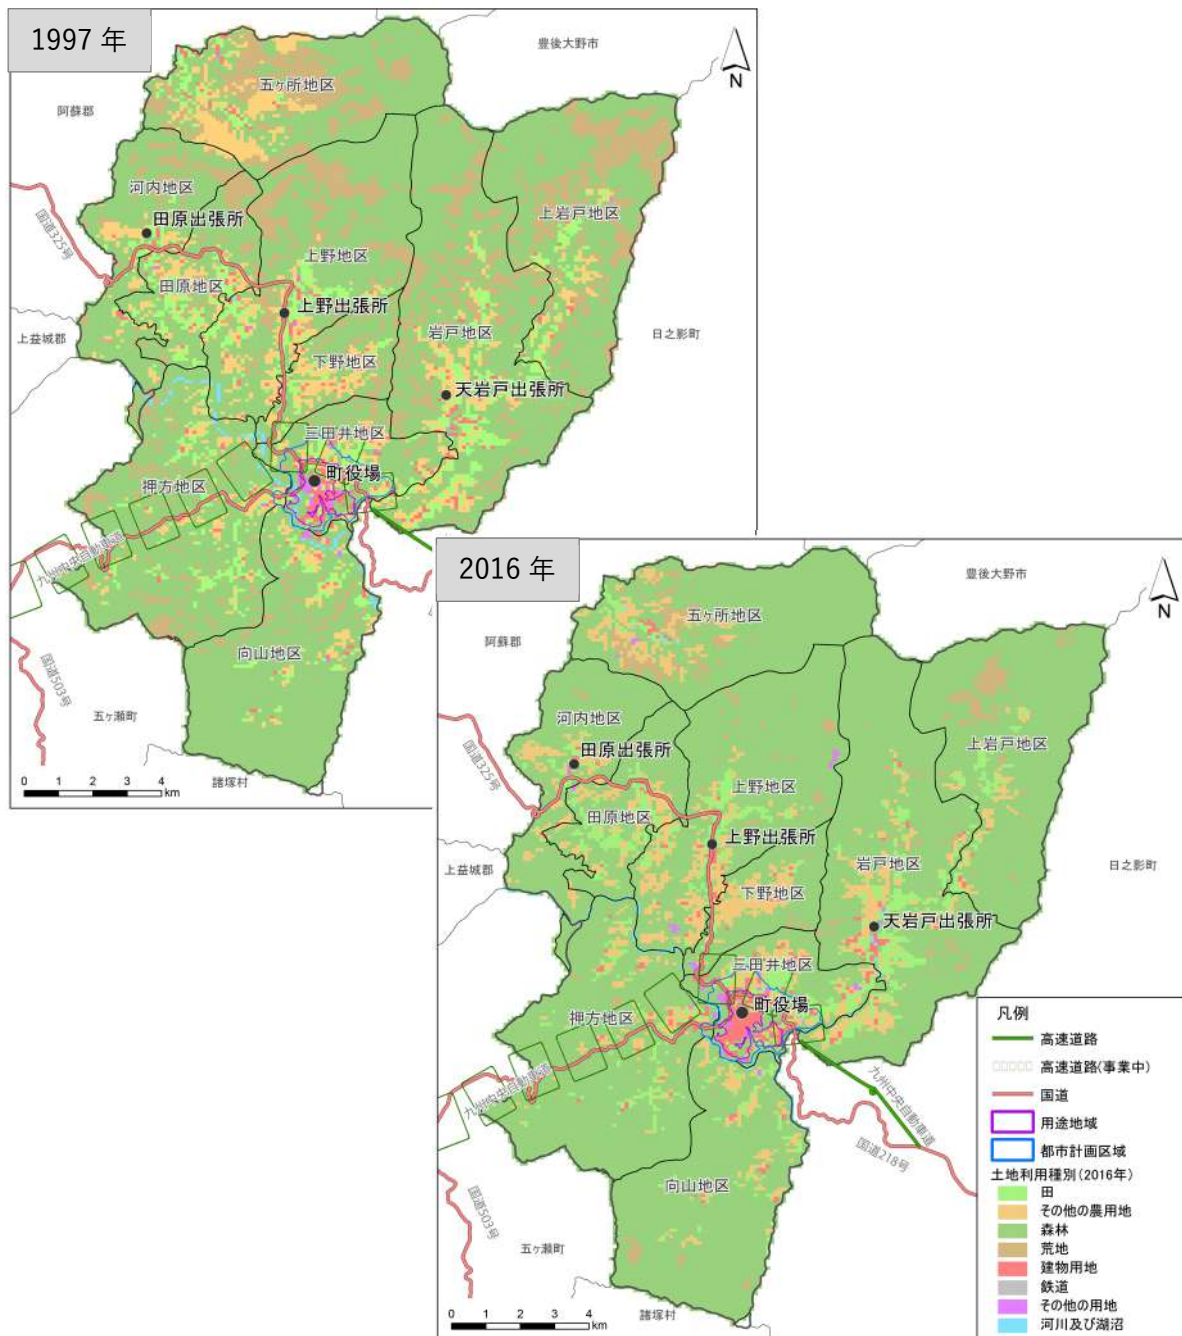 1997 年
豊後大野市
N
五ヶ所地区
阿蘇郡
河内地区
田原出張所
上岩戸地区
国道325号
上野地区
田原地区
上野出張所
岩戸地区
日之影町
上益城郡
下野地区
天岩戸出張所
三田井地区
町役場
押方地区
九州中央自動車道
向山地区
国道503号
五ヶ瀬町
諸塚村
0 1 2 3 4
km
2016 年
豊後大野市
N
五ヶ所地区
阿蘇郡
河内地区
田原出張所
上岩戸地区
国道325号
上野地区
田原地区
上野出張所
岩戸地区
日之影町
上益城郡
下野地区
天岩戸出張所
三田井地区
町役場
押方地区
九州中央自動車道
九州中央自動車道
国道218号
向山地区
国道503号
五ヶ瀬町
諸塚村
0 1 2 3 4
km
凡例
高速道路
高速道路(事業中)
国道
用途地域
都市計画区域
土地利用種別(2016年)
田
その他の農用地
森林
荒地
建物用地
鉄道
その他の用地
河川及び湖沼